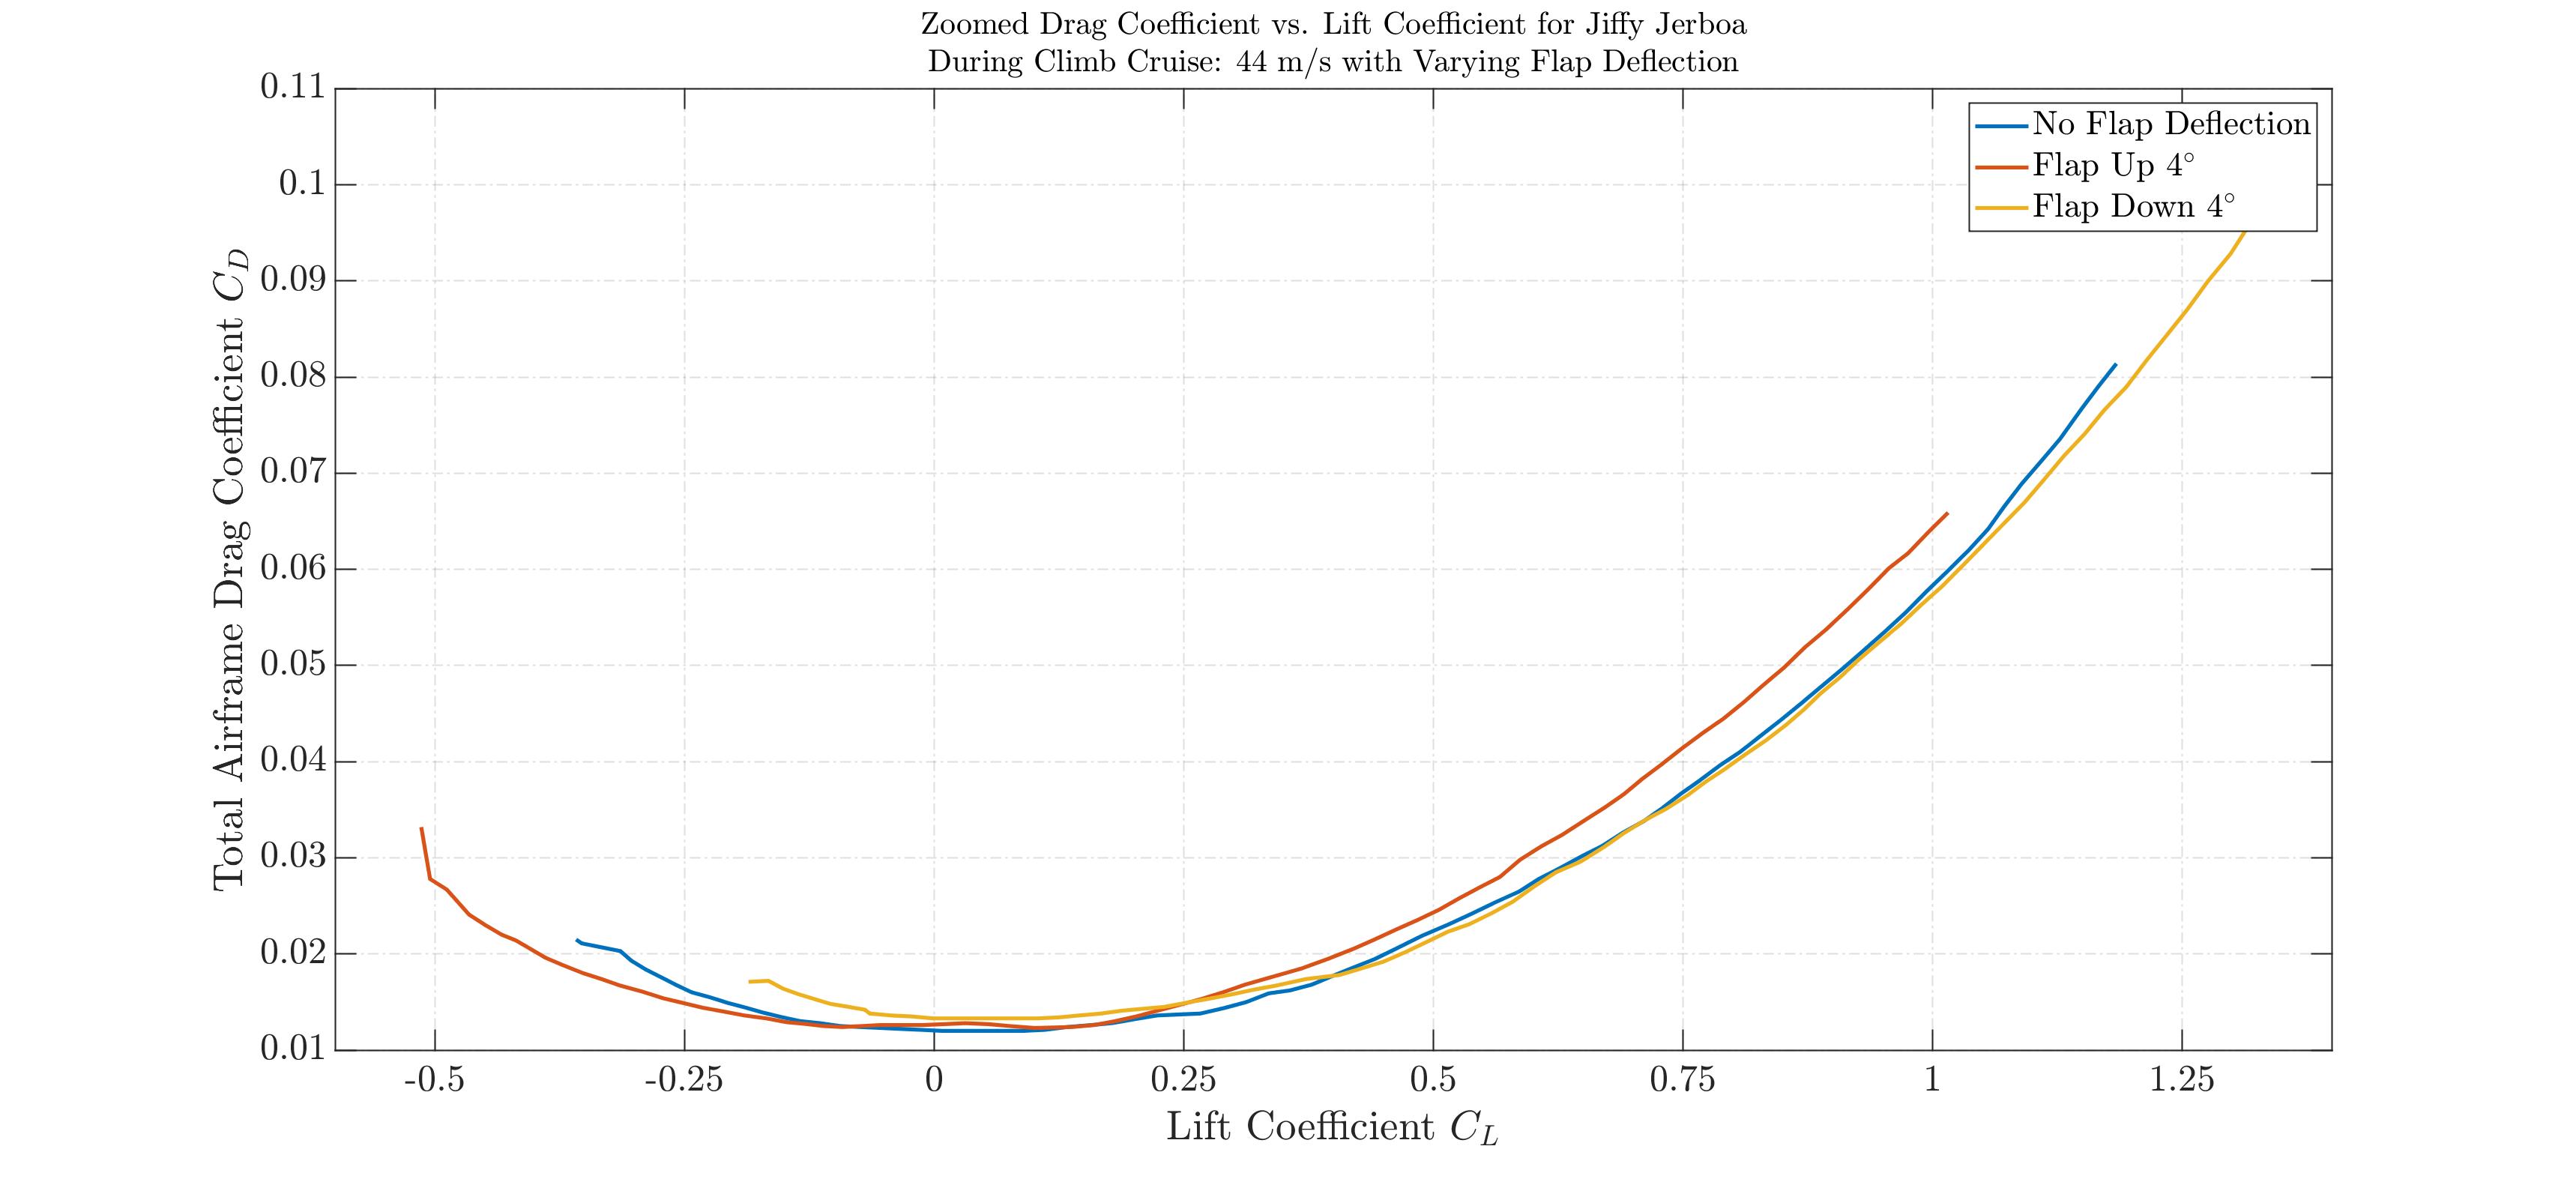 Zoomed Drag Coefficient vs. Lift Coefficient for Jiffy Jerboa
During Climb Cruise: 44 m/s with Varying Flap Deflection
0.11
0.1
0.09
0.08
0.07
0.06
0.05
0.04
0.03
0.02
0.01
Total Airframe Drag Coefficient C_D
No Flap Deflection
Flap Up 4°
Flap Down 4°
-0.5 -0.25 0 0.25 0.5 0.75 1 1.25
Lift Coefficient C_L